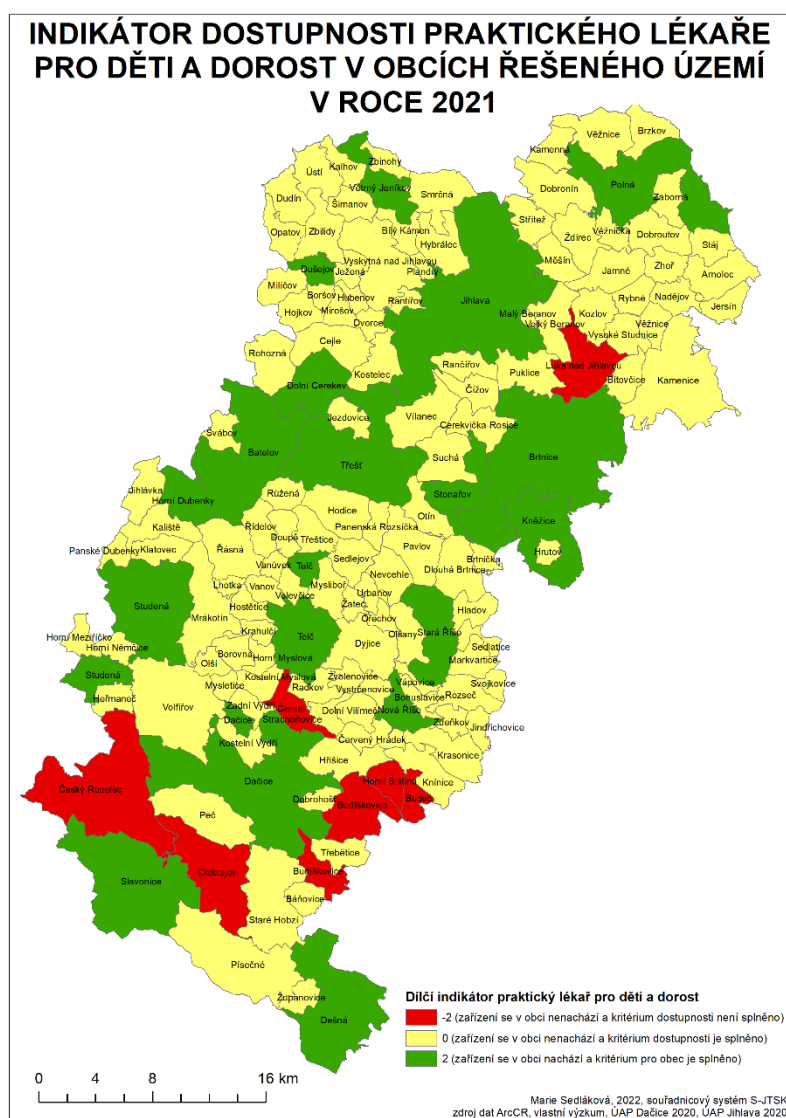 INDIKÁTOR DOSTUPNOSTI PRAKTICKÉHO LÉKAŘE
PRO DĚTI A DOROST V OBCÍCH ŘEŠENÉHO ÚZEMÍ
V ROCE 2021
Věžnice
Brzkov
Kamenná
Zbinohy
Kalhov
Ústí
Větrný Jeníkov
Polná
Dobronín
Smrčná
Záborná
Dudín
Šimanov
Střítež
Opatov
Zbilidy
Bílý Kámen
Věžnička
Hybrálec
Ždírec
Dobroutov
Stáj
Vyskytná nad Jihlavou
Měšín
Dušejov
Ježená
Plandry
Jamné
Zhoř
Arnolec
Milíčov
Jihlava
Boršov
Hubenov
Rantířov
Rybné
Nadějov
Jersín
Hojkov
Mirošov
Malý Beranov
Kozlov
Dvorce
Velký Beranov
Věžnice
Vysoké Studnice
Cejle
Rohozná
Rančířov
Luka nad Jihlavou
Kostelec
Puklice
Bítovčice
Kamenice
Dolní Cerekev
Čížov
Jezdovice
Vílanec
Cerekvička-Rosice
Švábov
Batelov
Třešť
Suchá
Brtnice
Jihlávka
Růžená
Stonařov
Horní Dubenky
Hodice
Otín
Kněžice
Kaliště
Řídelov
Panenská Rozsíčka
Doupě
Třeštice
Panské Dubenky
Klatovec
Řásná
Pavlov
Hrutov
Sedlejov
Brtnička
Vanůvek
Telč
Dlouhá Brtnice
Lhotka
Vanov
Mysliboř
Nevcehle
Volevčice
Urbanov
Studená
Hostětice
Žatec
Hladov
Mrákotín
Ořechov
Krahulčí
Telč
Olšany
Stará Říše
Horní Meziříčko
Dyjice
Sedlatice
Horní Němčice
Borovná
Horní Myslová
Markvartice
Olší
Studená
Kostelní Myslová
Zvolenovice
Vápovice
Svojkovice
Mysletice
Radkov
Vystrčenovice
Bohuslavice
Rozseč
Heřmaneč
Volfířov
Zadní Vydří
Černíč
Dolní Vilímeč
Nová Říše
Dačice
Strachoňovice
Zdeňkov
Jindřichovice
Kostelní Vydří
Červený Hrádek
Hříšice
Krasonice
Český Rudolec
Dačice
Horní Slatina
Knínice
Dobrohošť
Budíškovice
Budeč
Peč
Třebětice
Cizkrajov
Budíškovice
Slavonice
Báňovice
Staré Hobzí
Písečné
Županovice
Dešná
Dílčí indikátor praktický lékař pro děti a dorost
-2 (zařízení se v obci nenachází a kritérium dostupnosti není splněno)
0 (zařízení se v obci nenachází a kritérium dostupnosti je splněno)
2 (zařízení se v obci nachází a kritérium pro obec je splněno)
0 4 8 16 km
Marie Sedláková, 2022, souřadnicový systém S-JTSK
zdroj dat ArcCR, vlastní výzkum, ÚAP Dačice 2020, ÚAP Jihlava 2020